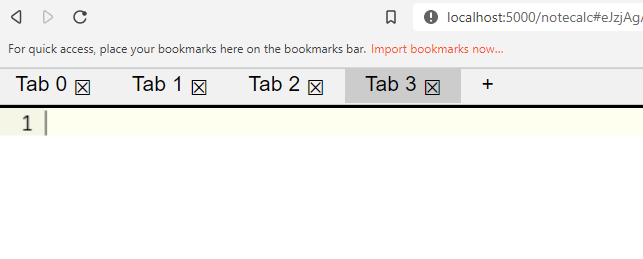 localhost:5000/notecalc#eJzjAgA
For quick access, place your bookmarks here on the bookmarks bar. Import bookmarks now...
Tab 0 ☒ Tab 1 ☒ Tab 2 ☒ Tab 3 ☒ +
1